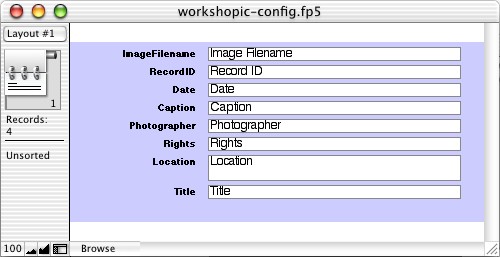 workshopic-config.fp5
Layout #1
1
Records:
4
Unsorted
ImageFilename Image Filename
RecordID Record ID
Date Date
Caption Caption
Photographer Photographer
Rights Rights
Location Location
Title Title
100 Browse